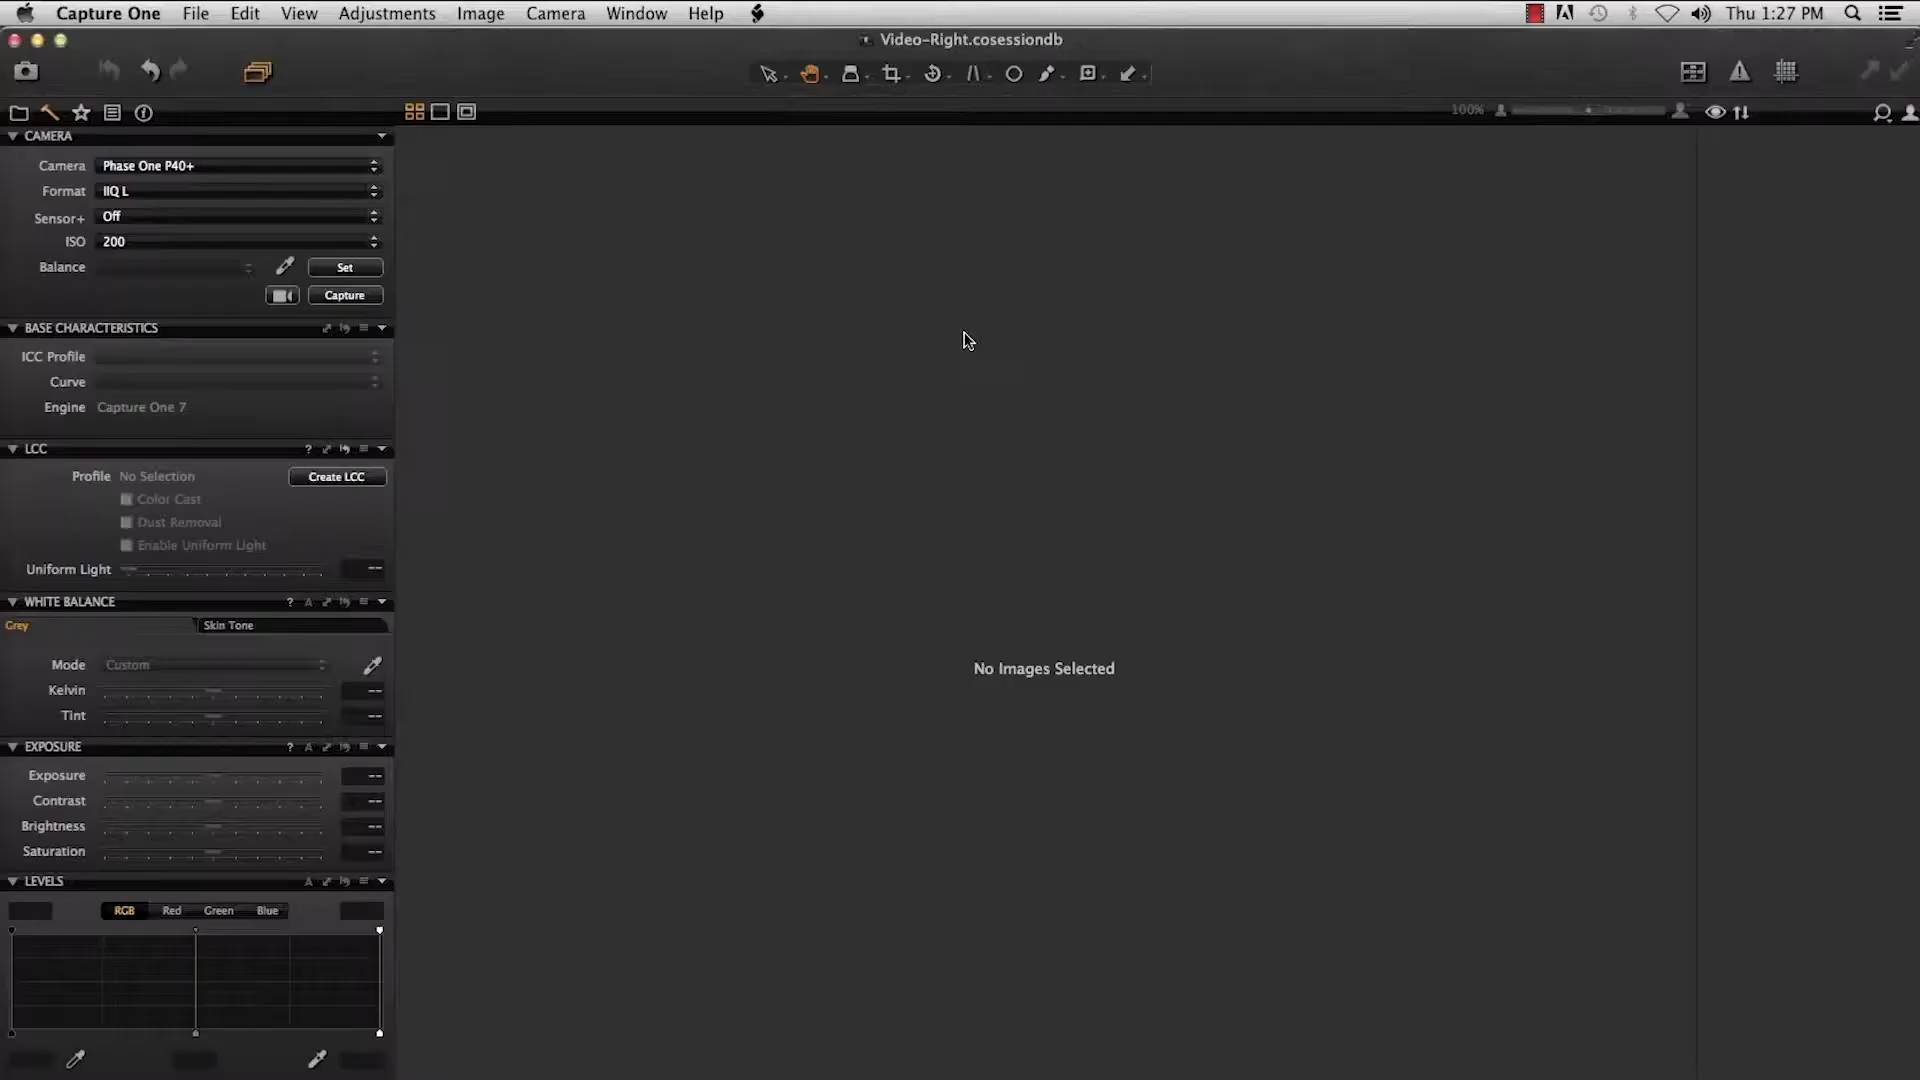 Capture One File Edit View Adjustments Image Camera Window Help Thu 1:27 PM
Video-Right.cosessiondb
100%
CAMERA
Camera Phase One P40+
Format IIQ L
Sensor+ Off
ISO 200
Balance Set
Capture
BASE CHARACTERISTICS
ICC Profile
Curve
Engine Capture One 7
LCC ?
Profile No Selection Create LCC
Color Cast
Dust Removal
Enable Uniform Light
Uniform Light --
WHITE BALANCE ? A
Grey Skin Tone
Mode Custom
Kelvin --
Tint --
EXPOSURE ? A
Exposure --
Contrast --
Brightness --
Saturation --
LEVELS A
RGB Red Green Blue
No Images Selected